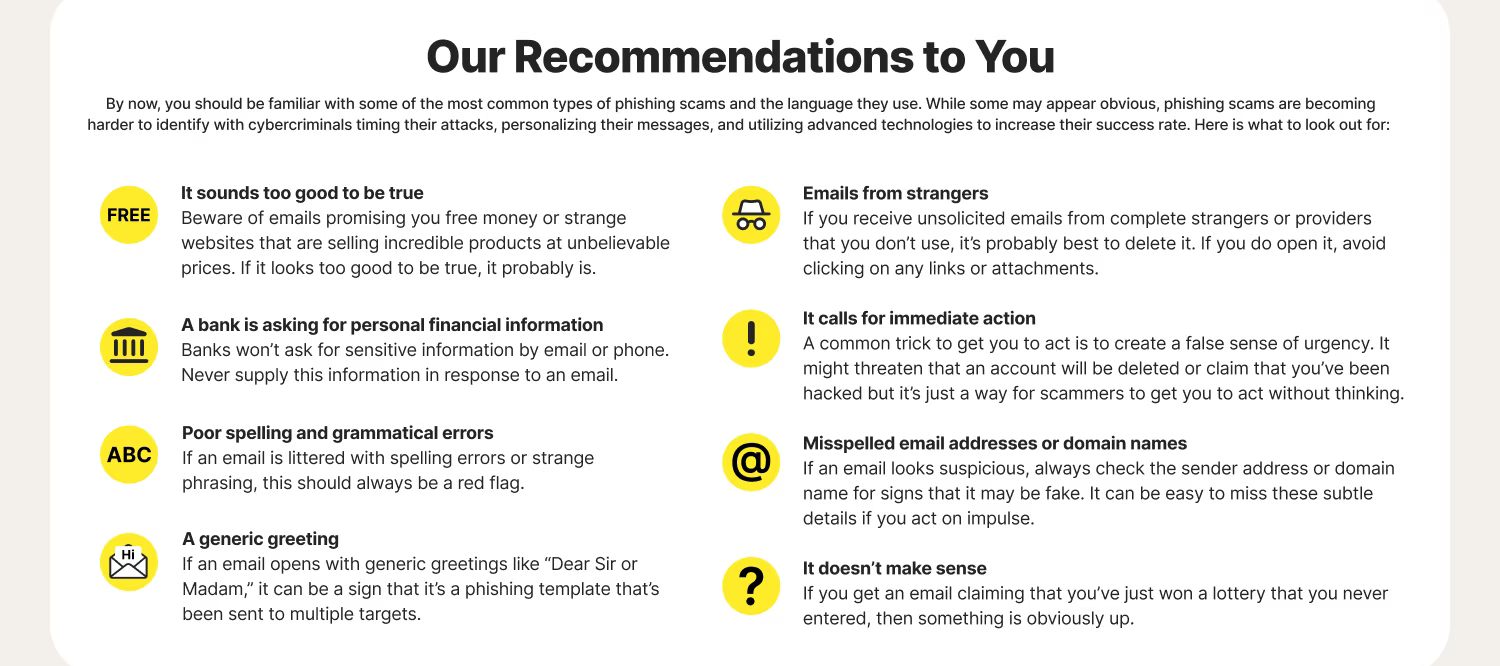 Our Recommendations to You
By now, you should be familiar with some of the most common types of phishing scams and the language they use. While some may appear obvious, phishing scams are becoming
harder to identify with cybercriminals timing their attacks, personalizing their messages, and utilizing advanced technologies to increase their success rate. Here is what to look out for:
FREE
It sounds too good to be true
Beware of emails promising you free money or strange
websites that are selling incredible products at unbelievable
prices. If it looks too good to be true, it probably is.
A bank is asking for personal financial information
Banks won’t ask for sensitive information by email or phone.
Never supply this information in response to an email.
ABC
Poor spelling and grammatical errors
If an email is littered with spelling errors or strange
phrasing, this should always be a red flag.
Hi
A generic greeting
If an email opens with generic greetings like “Dear Sir or
Madam,” it can be a sign that it’s a phishing template that’s
been sent to multiple targets.
Emails from strangers
If you receive unsolicited emails from complete strangers or providers
that you don’t use, it’s probably best to delete it. If you do open it, avoid
clicking on any links or attachments.
!
It calls for immediate action
A common trick to get you to act is to create a false sense of urgency. It
might threaten that an account will be deleted or claim that you’ve been
hacked but it’s just a way for scammers to get you to act without thinking.
@
Misspelled email addresses or domain names
If an email looks suspicious, always check the sender address or domain
name for signs that it may be fake. It can be easy to miss these subtle
details if you act on impulse.
?
It doesn’t make sense
If you get an email claiming that you’ve just won a lottery that you never
entered, then something is obviously up.